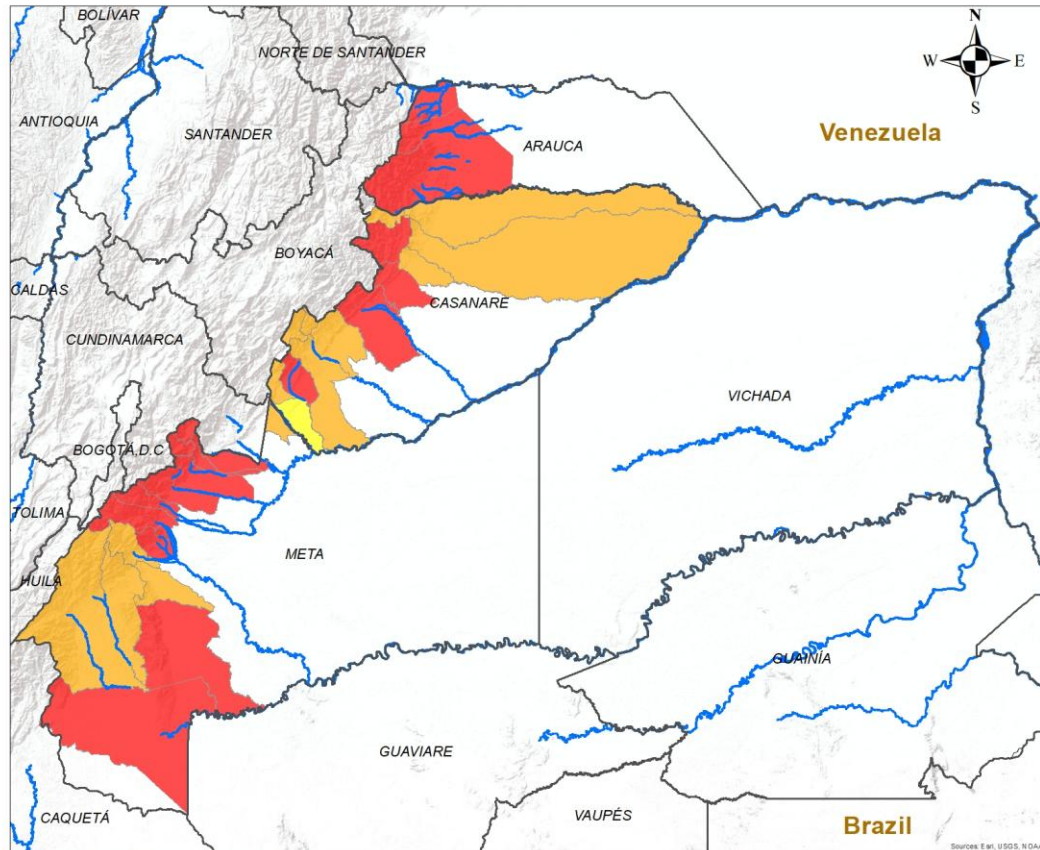 BOLÍVAR
N
NORTE DE SANTANDER
W
E
S
ANTIOQUIA
SANTANDER
ARAUCA
Venezuela
BOYACÁ
CALDAS
CASANARE
CUNDINAMARCA
VICHADA
BOGOTÁ,D.C
TOLIMA
META
HUILA
GUAINÍA
GUAVIARE
CAQUETÁ
VAUPÉS
Brazil
Sources: Esri, USGS, NOAA